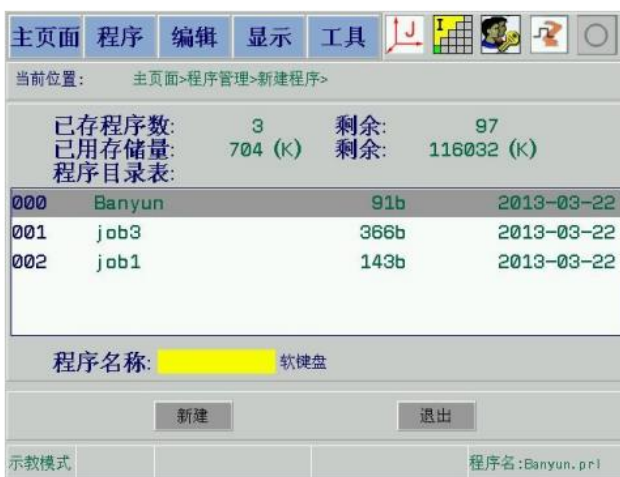 主页面 程序 编辑 显示 工具 J I
当前位置: 主页面>程序管理>新建程序>
已存程序数: 3 剩余: 97
已用存储量: 704 (K) 剩余: 116032 (K)
程序目录表:
000 Banyun 91b 2013-03-22
001 job3 366b 2013-03-22
002 job1 143b 2013-03-22
程序名称: 软键盘
新建 退出
示教模式 程序名:Banyun.prl